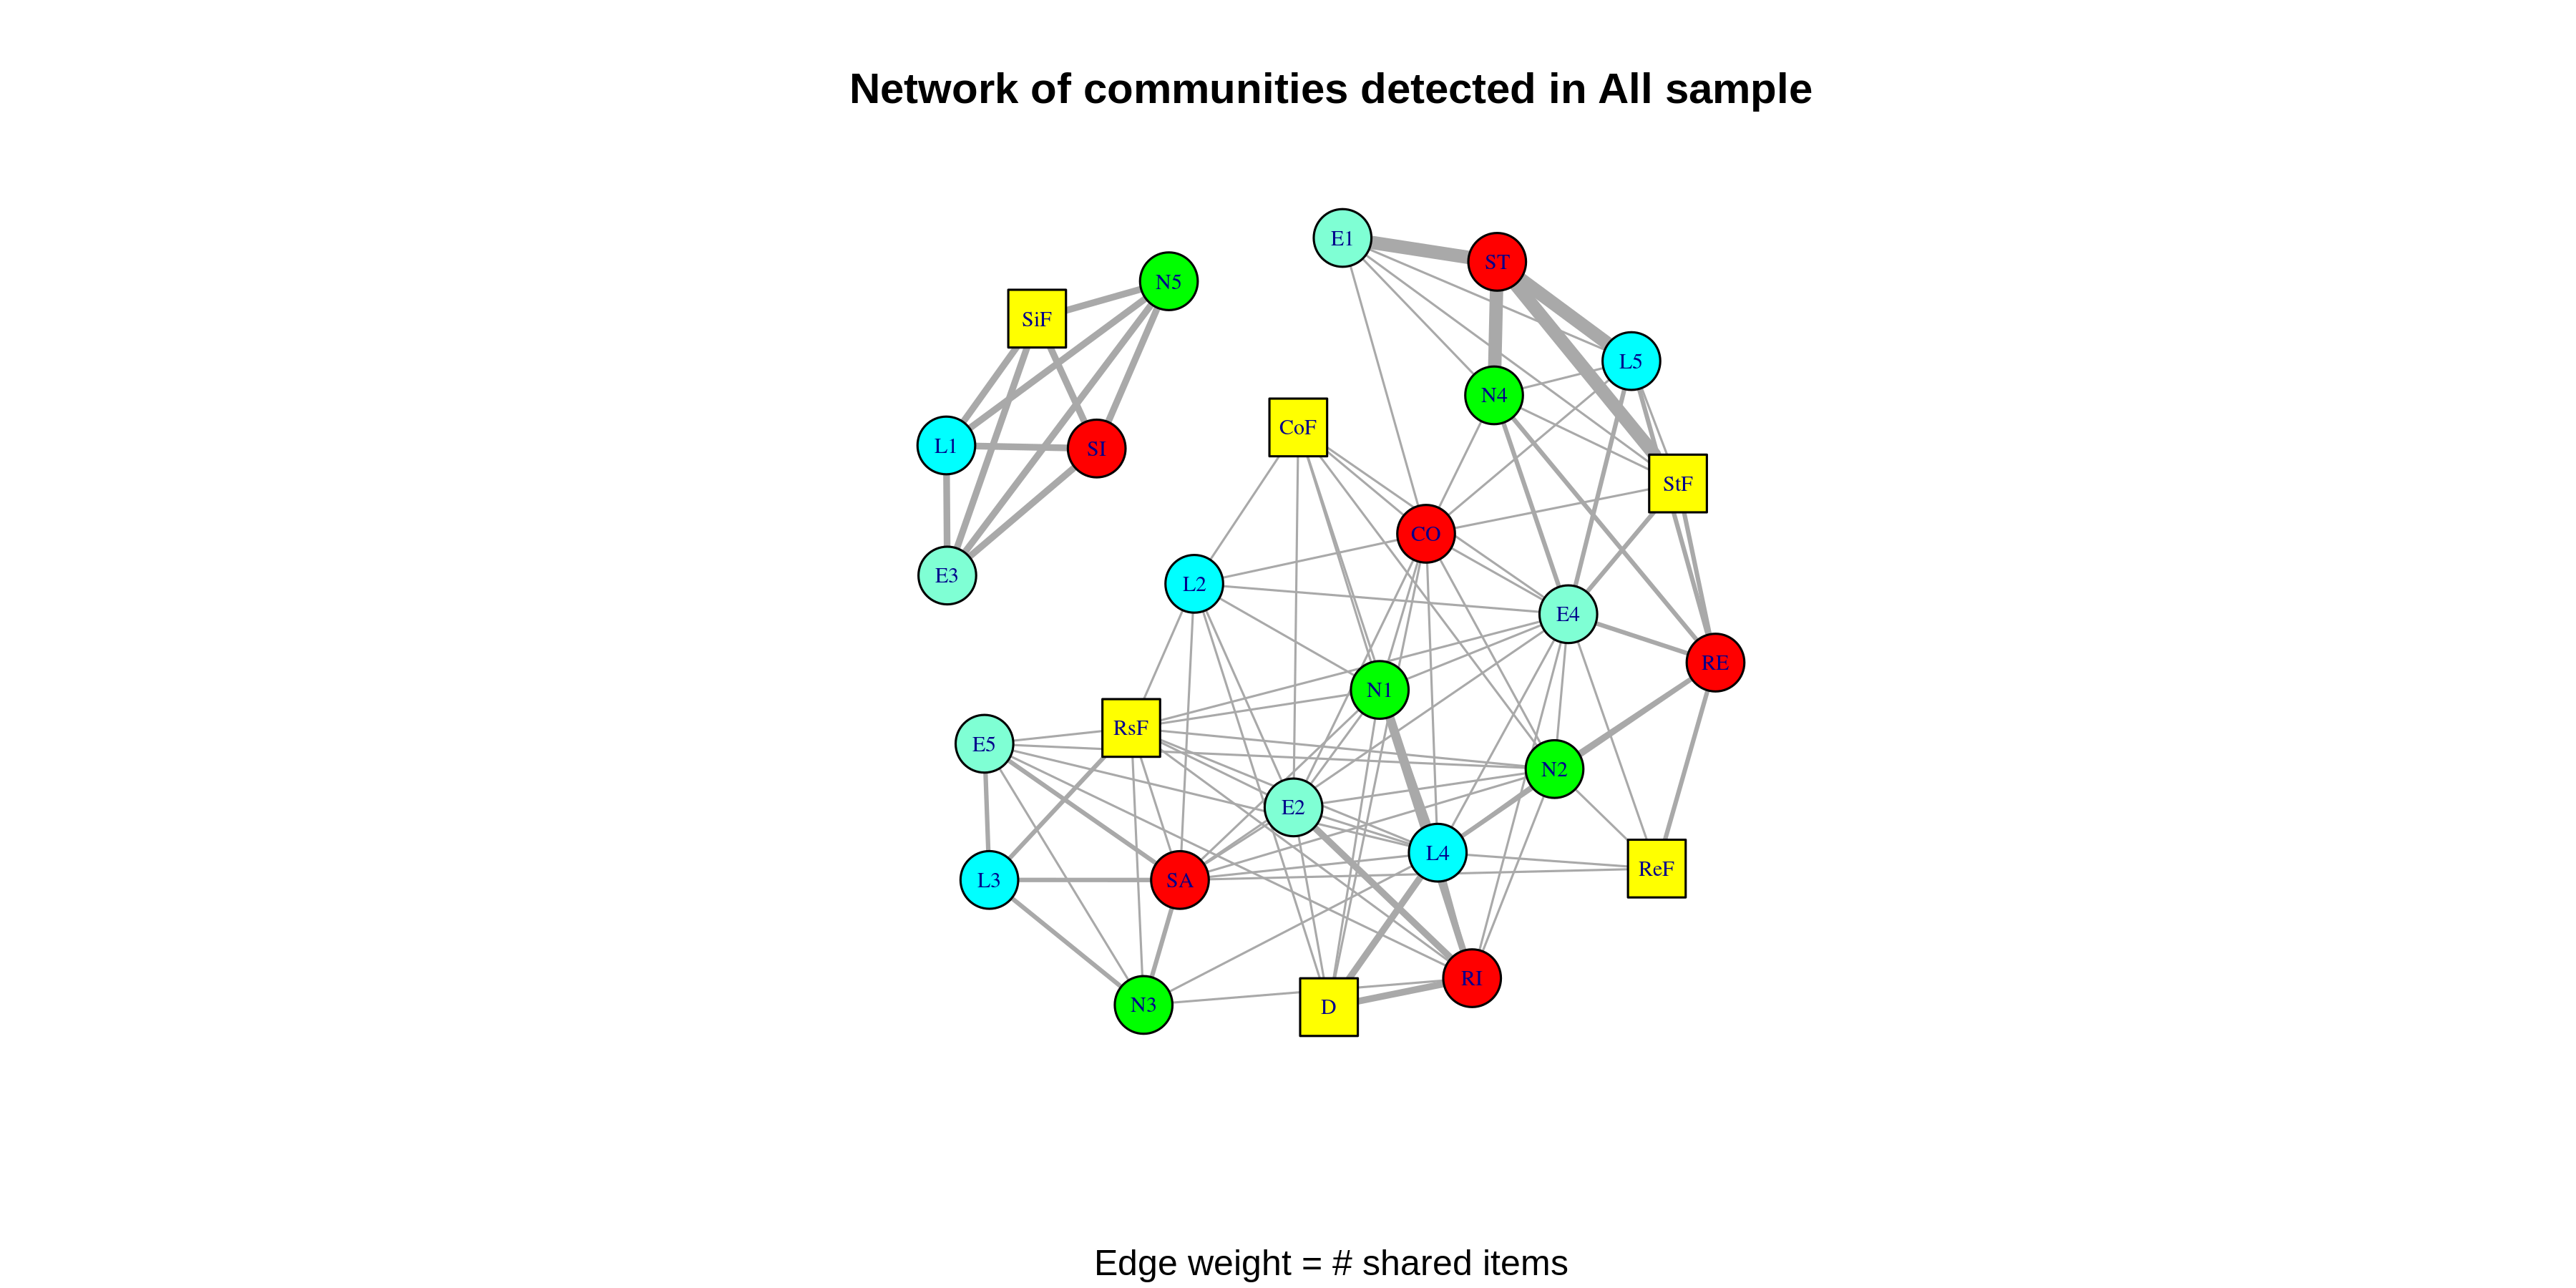 Network of communities detected in All sample
E1
ST
N5
SiF
L5
N4
CoF
L1
SI
StF
CO
E3
L2
E4
RE
N1
RsF
E5
N2
E2
L4
ReF
L3
SA
RI
N3
D
Edge weight = # shared items